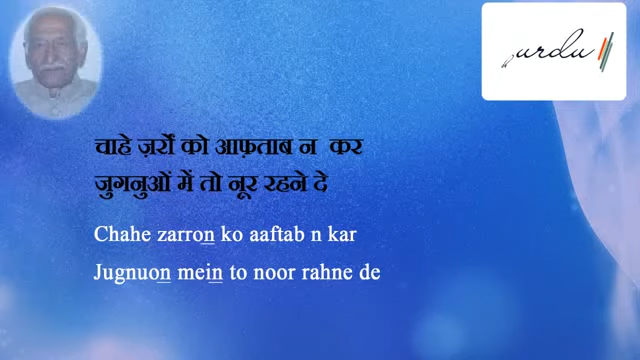 urdu
चाहे ज़र्रों को आफ़ताब न कर
जुगनुओं में तो नूर रहने दे
Chahe zarron ko aaftab n kar
Jugnuon mein to noor rahne de